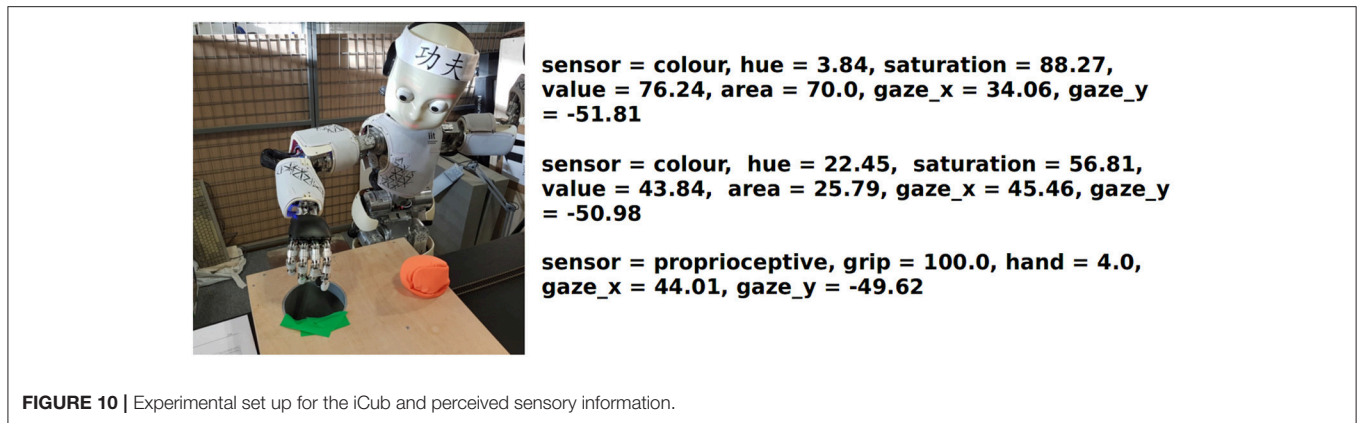 功夫
sensor = colour, hue = 3.84, saturation = 88.27,
value = 76.24, area = 70.0, gaze_x = 34.06, gaze_y
= -51.81
sensor = colour, hue = 22.45, saturation = 56.81,
value = 43.84, area = 25.79, gaze_x = 45.46, gaze_y
= -50.98
sensor = proprioceptive, grip = 100.0, hand = 4.0,
gaze_x = 44.01, gaze_y = -49.62
FIGURE 10 | Experimental set up for the iCub and perceived sensory information.